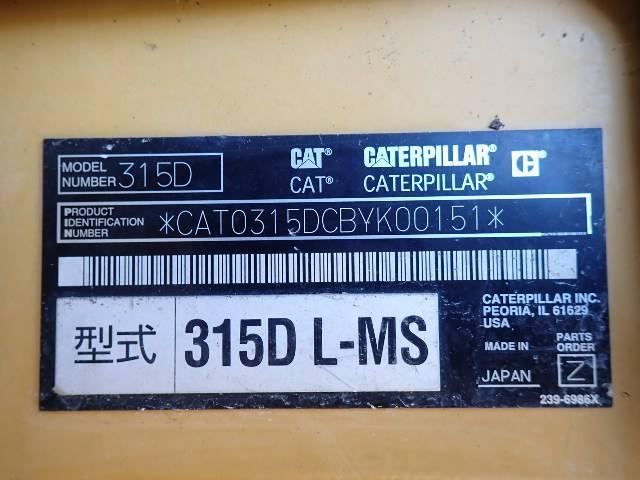 MODEL NUMBER 315D
CAT® CATERPILLAR® C®
CAT® CATERPILLAR®
PRODUCT IDENTIFICATION NUMBER *CAT0315DCBYK00151*
型式 315D L-MS
CATERPILLAR INC.
PEORIA, IL 61629
USA
MADE IN JAPAN
PARTS ORDER Z
239-6986X